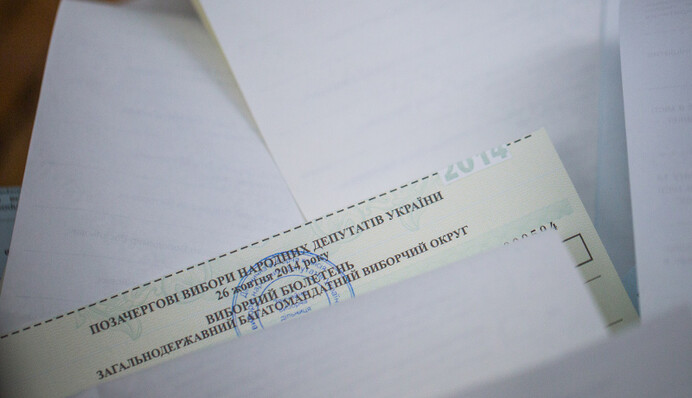 2014
ПОЗАЧЕРГОВІ ВИБОРИ НАРОДНИХ ДЕПУТАТІВ УКРАЇНИ
26 жовтня 2014 року
ВИБОРЧИЙ БЮЛЕТЕНЬ
ЗАГАЛЬНОДЕРЖАВНИЙ БАГАТОМАНДАТНИЙ ВИБОРЧИЙ ОКРУГ